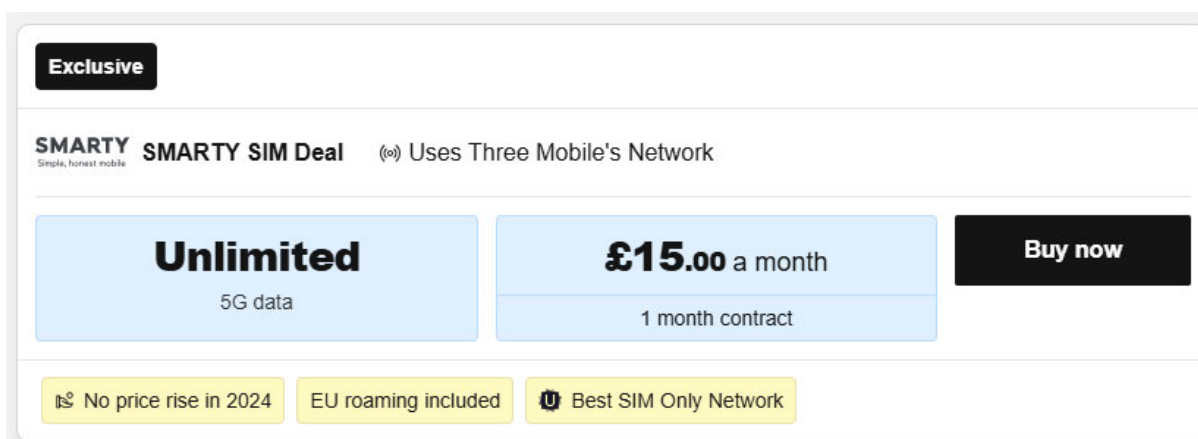 Exclusive
SMARTY
Simple, honest mobile
SMARTY SIM Deal
Uses Three Mobile's Network
Unlimited
5G data
£15.00 a month
1 month contract
Buy now
No price rise in 2024
EU roaming included
U Best SIM Only Network